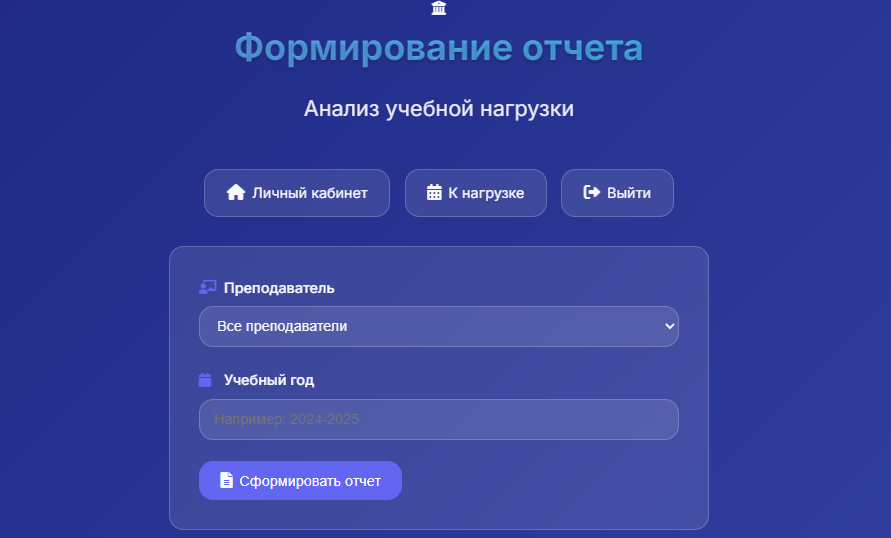 Формирование отчета
Анализ учебной нагрузки
Личный кабинет К нагрузке Выйти
Преподаватель
Все преподаватели
Учебный год
Например: 2024-2025
Сформировать отчет